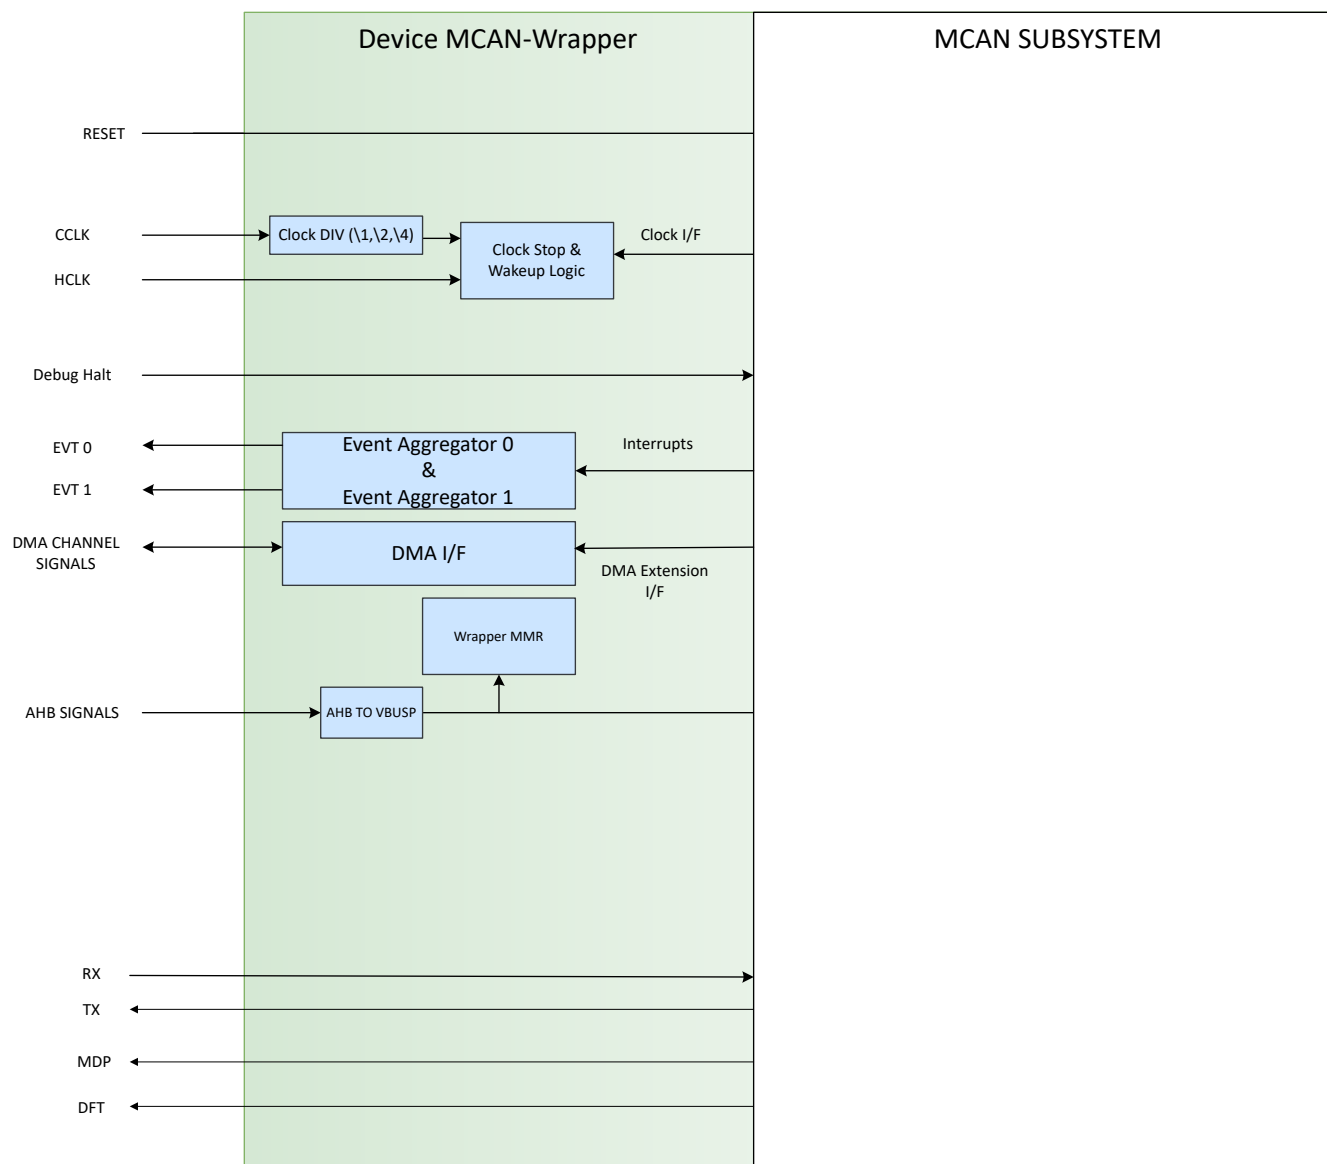 Device MCAN-Wrapper
MCAN SUBSYSTEM
RESET
CCLK
Clock DIV (\1,\2,\4)
Clock Stop &
Wakeup Logic
Clock I/F
HCLK
Debug Halt
EVT 0
EVT 1
Event Aggregator 0
&
Event Aggregator 1
Interrupts
DMA CHANNEL
SIGNALS
DMA I/F
DMA Extension
I/F
Wrapper MMR
AHB SIGNALS
AHB TO VBUSP
RX
TX
MDP
DFT